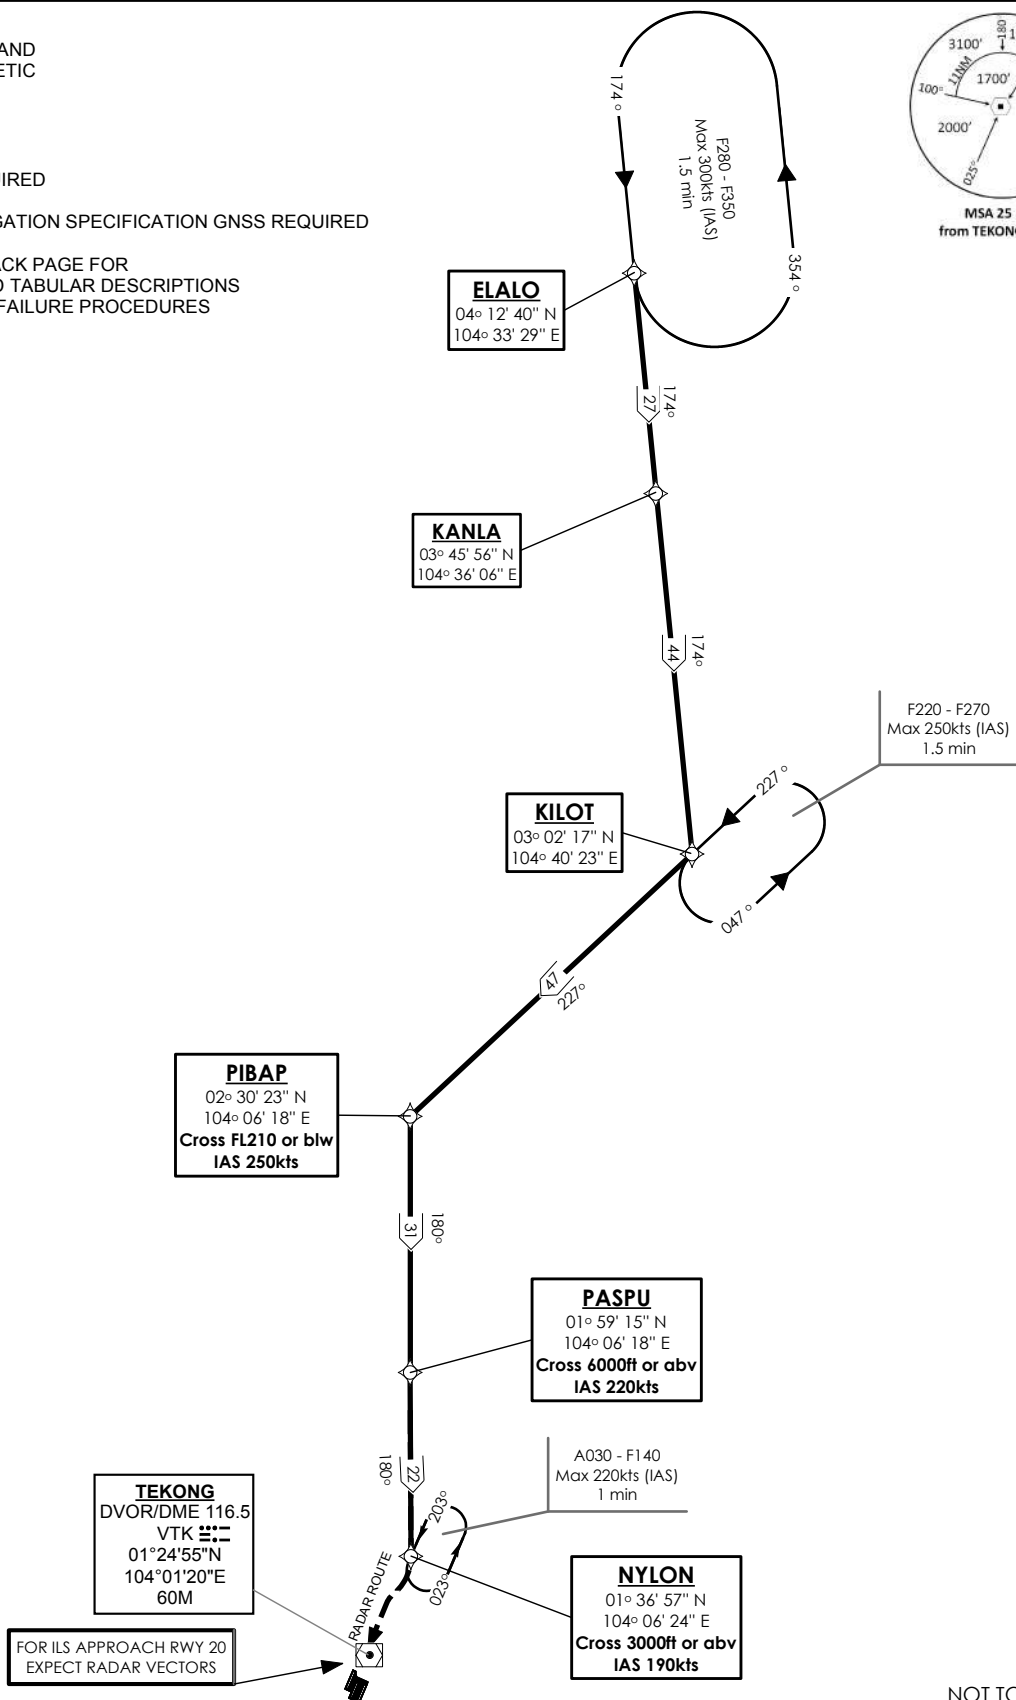 AND
ETIC
UIRED
GATION SPECIFICATION GNSS REQUIRED
ACK PAGE FOR
D TABULAR DESCRIPTIONS
FAILURE PROCEDURES
3100'
180°
1
11NM
1700'
100°
2000'
025°
MSA 25
from TEKONG
174°
F280 - F350
Max 300kts (IAS)
1.5 min
354°
ELALO
04° 12' 40" N
104° 33' 29" E
27
174°
KANLA
03° 45' 56" N
104° 36' 06" E
44
174°
F220 - F270
Max 250kts (IAS)
1.5 min
227°
KILOT
03° 02' 17" N
104° 40' 23" E
047°
47
227°
PIBAP
02° 30' 23" N
104° 06' 18" E
Cross FL210 or blw
IAS 250kts
31
180°
PASPU
01° 59' 15" N
104° 06' 18" E
Cross 6000ft or abv
IAS 220kts
180°
22
A030 - F140
Max 220kts (IAS)
1 min
203°
023°
TEKONG
DVOR/DME 116.5
VTK
01°24'55"N
104°01'20"E
60M
RADAR ROUTE
NYLON
01° 36' 57" N
104° 06' 24" E
Cross 3000ft or abv
IAS 190kts
FOR ILS APPROACH RWY 20
EXPECT RADAR VECTORS
NOT TO